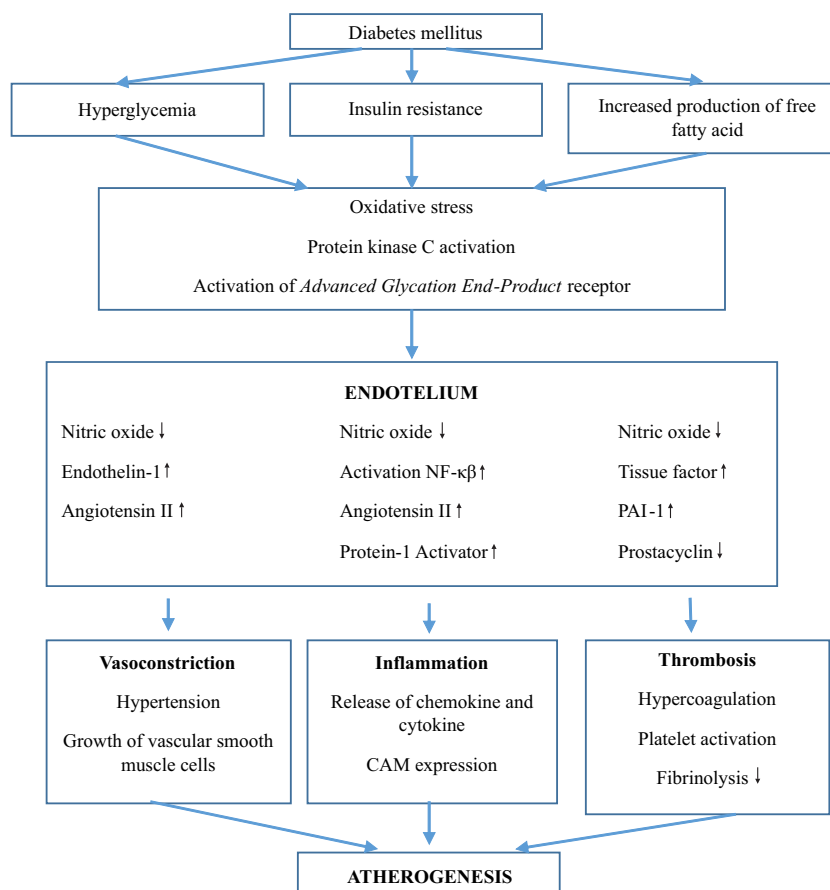 Diabetes mellitus
Hyperglycemia
Insulin resistance
Increased production of free
fatty acid
Oxidative stress
Protein kinase C activation
Activation of Advanced Glycation End-Product receptor
ENDOTELIUM
Nitric oxide ↓
Endothelin-1 ↑
Angiotensin II ↑
Nitric oxide ↓
Activation NF-κβ ↑
Angiotensin II ↑
Protein-1 Activator ↑
Nitric oxide ↓
Tissue factor ↑
PAI-1 ↑
Prostacyclin ↓
Vasoconstriction
Hypertension
Growth of vascular smooth
muscle cells
Inflammation
Release of chemokine and
cytokine
CAM expression
Thrombosis
Hypercoagulation
Platelet activation
Fibrinolysis ↓
ATHEROGENESIS